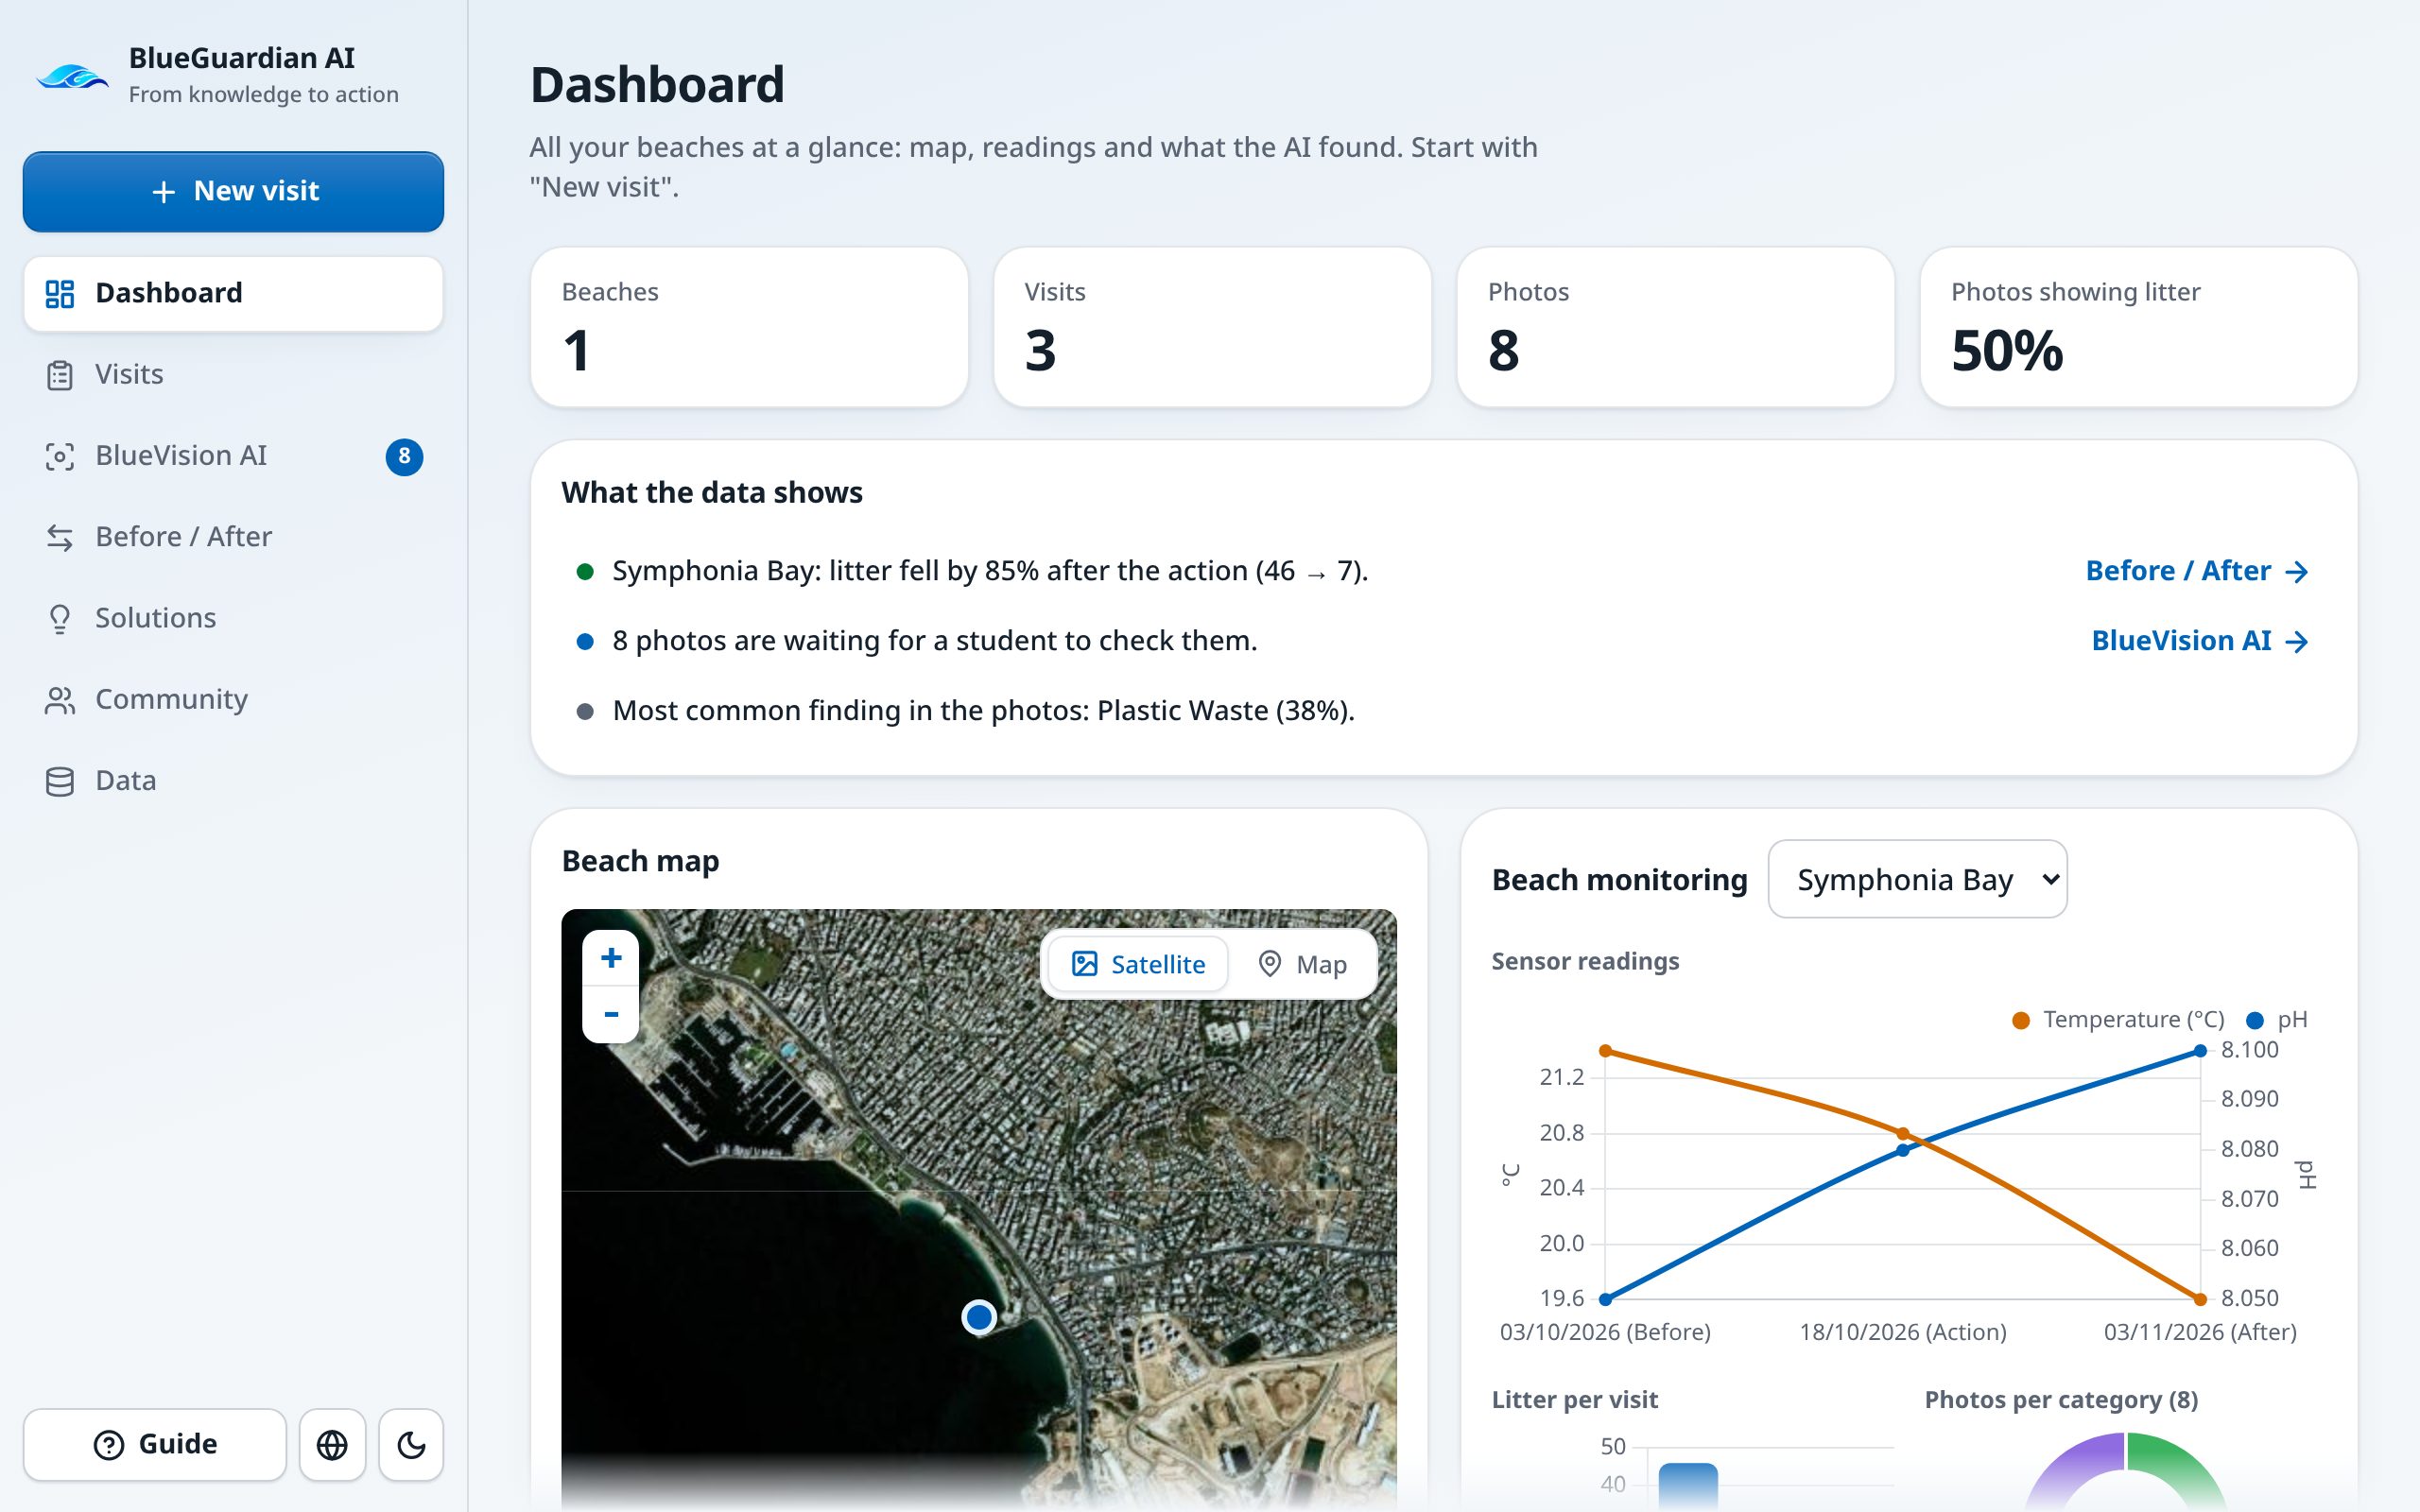 BlueGuardian AI
From knowledge to action
New visit
Dashboard
Visits
BlueVision AI 8
Before / After
Solutions
Community
Data
Guide
Dashboard
All your beaches at a glance: map, readings and what the AI found. Start with
"New visit".
Beaches
1
Visits
3
Photos
8
Photos showing litter
50%
What the data shows
Symphonia Bay: litter fell by 85% after the action (46 → 7).
Before / After →
8 photos are waiting for a student to check them.
BlueVision AI →
Most common finding in the photos: Plastic Waste (38%).
Beach map
+
-
Satellite
Map
Beach monitoring
Symphonia Bay
Sensor readings
Temperature (°C)
pH
21.2
20.8
20.4
20.0
19.6
°C
8.100
8.090
8.080
8.070
8.060
8.050
pH
03/10/2026 (Before)
18/10/2026 (Action)
03/11/2026 (After)
Litter per visit
50
40
Photos per category (8)